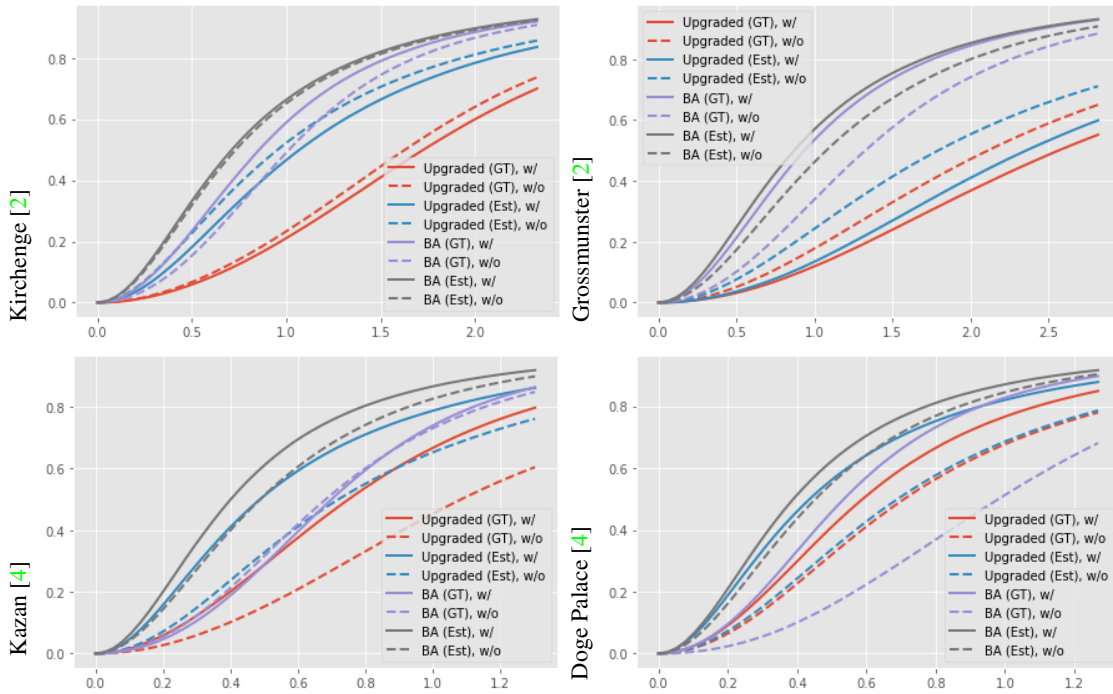 Kirchenge [2]
0.8
0.6
0.4
0.2
0.0
Upgraded (GT), w/
Upgraded (GT), w/o
Upgraded (Est), w/
Upgraded (Est), w/o
BA (GT), w/
BA (GT), w/o
BA (Est), w/
BA (Est), w/o
0.0 0.5 1.0 1.5 2.0
Grossmunster [2]
0.8
0.6
0.4
0.2
0.0
Upgraded (GT), w/
Upgraded (GT), w/o
Upgraded (Est), w/
Upgraded (Est), w/o
BA (GT), w/
BA (GT), w/o
BA (Est), w/
BA (Est), w/o
0.0 0.5 1.0 1.5 2.0 2.5
Kazan [4]
0.8
0.6
0.4
0.2
0.0
Upgraded (GT), w/
Upgraded (GT), w/o
Upgraded (Est), w/
Upgraded (Est), w/o
BA (GT), w/
BA (GT), w/o
BA (Est), w/
BA (Est), w/o
0.0 0.2 0.4 0.6 0.8 1.0 1.2
Doge Palace [4]
0.8
0.6
0.4
0.2
0.0
Upgraded (GT), w/
Upgraded (GT), w/o
Upgraded (Est), w/
Upgraded (Est), w/o
BA (GT), w/
BA (GT), w/o
BA (Est), w/
BA (Est), w/o
0.0 0.2 0.4 0.6 0.8 1.0 1.2